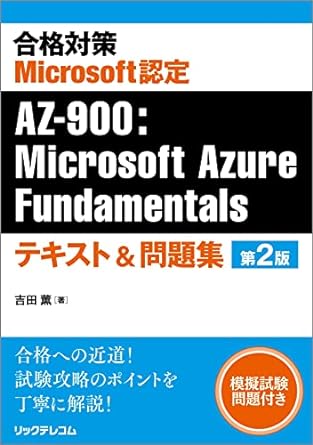 合格対策
Microsoft認定
AZ-900：
Microsoft Azure
Fundamentals
テキスト&問題集 第2版
吉田 薫［著］
合格への近道！
試験攻略のポイントを
丁寧に解説！
模擬試験
問題付き
リックテレコム